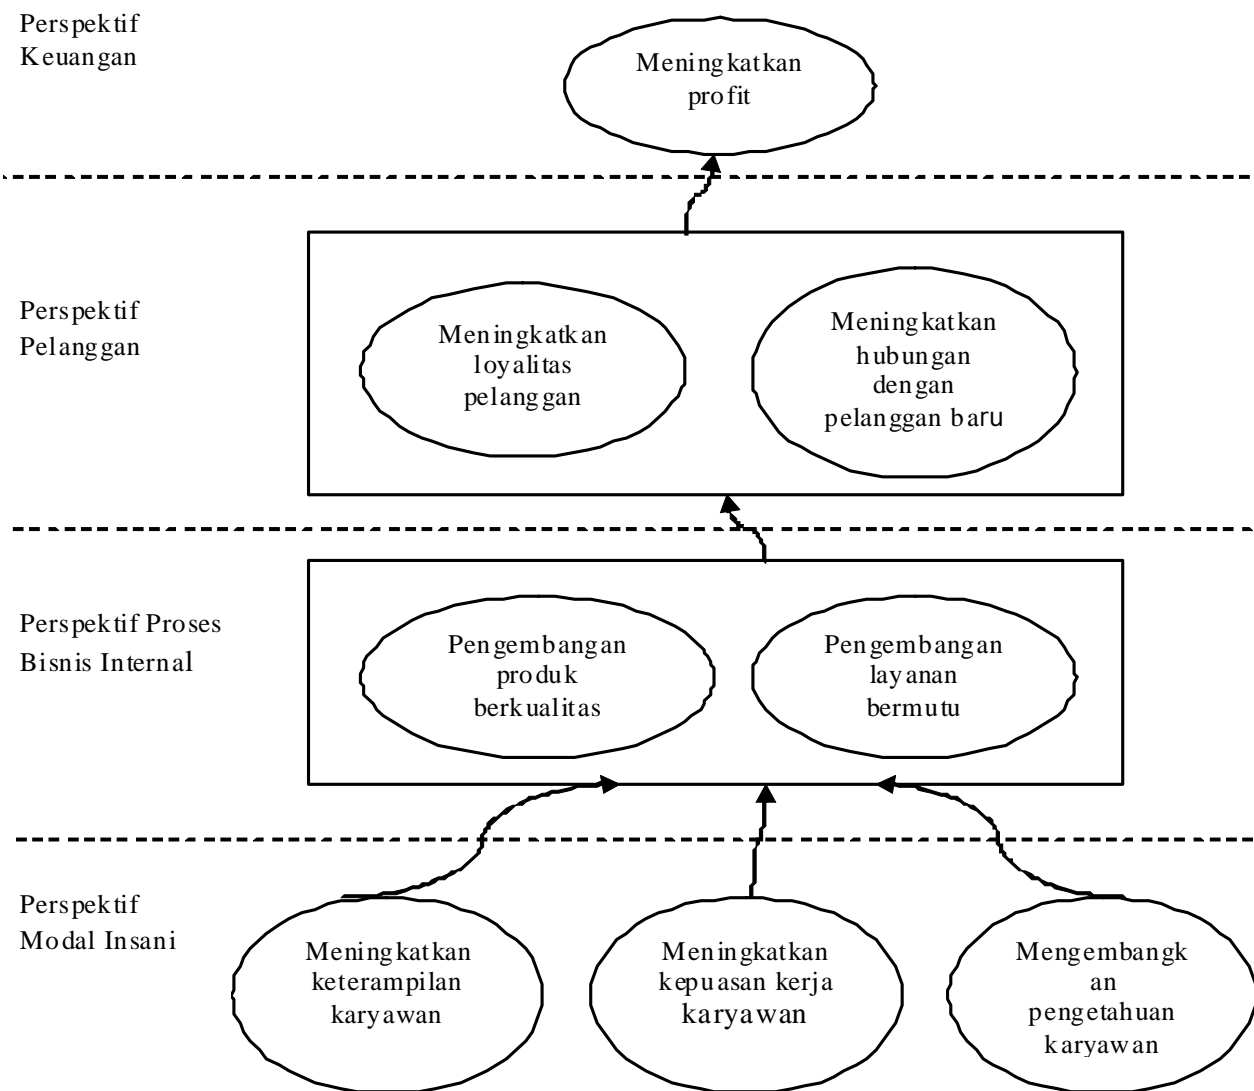 Perspektif
Keuangan
Meningkatkan
profit
Perspektif
Pelanggan
Meningkatkan
loyalitas
pelanggan
Meningkatkan
hubungan
dengan
pelanggan baru
Perspektif Proses
Bisnis Internal
Pengembangan
produk
berkualitas
Pengembangan
layanan
bermutu
Perspektif
Modal Insani
Meningkatkan
keterampilan
karyawan
Meningkatkan
kepuasan kerja
karyawan
Mengembangk
an
pengetahuan
karyawan